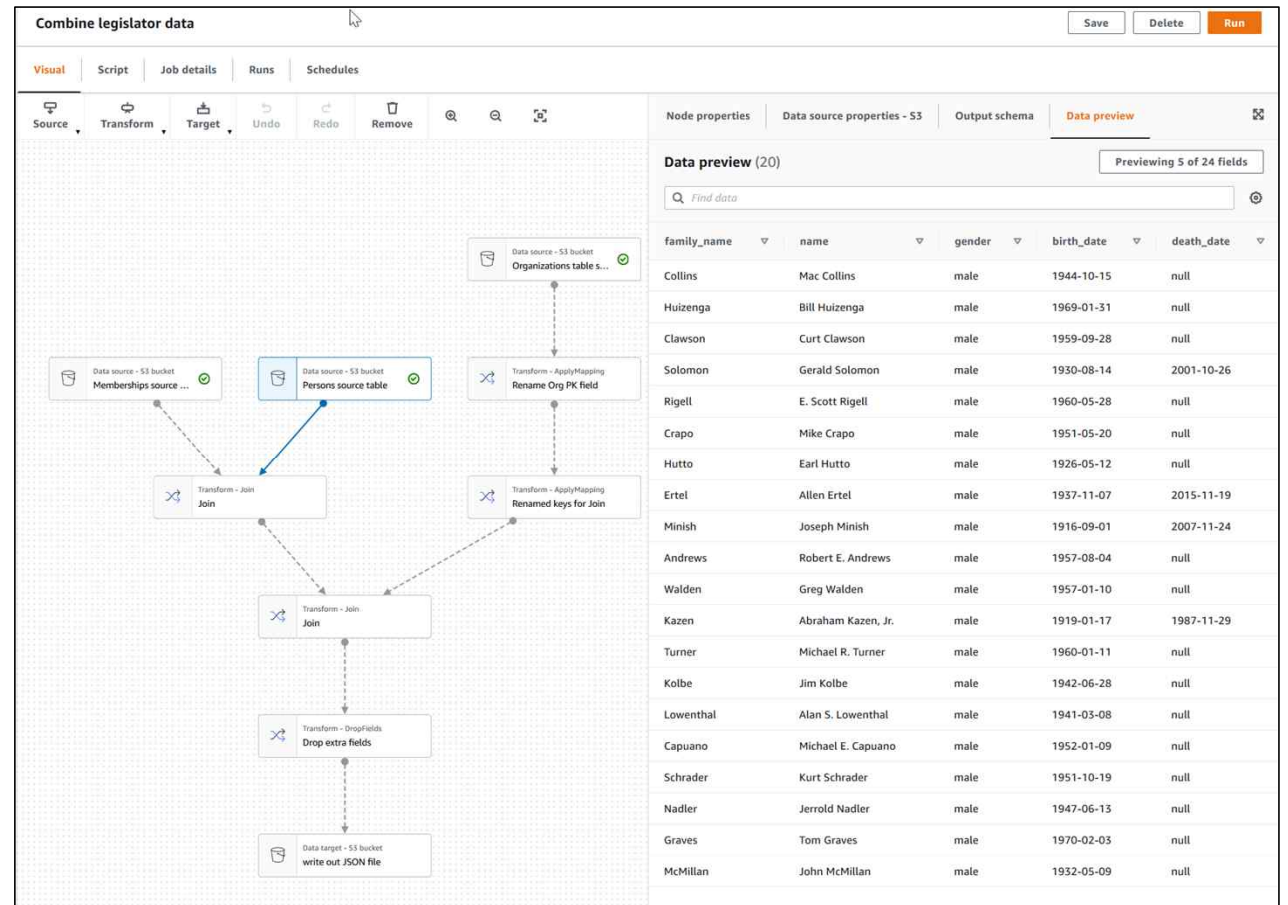 Combine legislator data
Save Delete Run
Visual Script Job details Runs Schedules
Source Transform Target Undo Redo Remove
Node properties Data source properties - S3 Output schema Data preview
Data preview (20) Previewing 5 of 24 fields
Find data
Data source - S3 bucket
Organizations table s...
Data source - S3 bucket
Memberships source ...
Data source - S3 bucket
Persons source table
Transform - ApplyMapping
Rename Org PK field
Transform - Join
Join
Transform - ApplyMapping
Renamed keys for Join
Transform - Join
Join
Transform - DropFields
Drop extra fields
Data target - S3 bucket
write out JSON file
family_name name gender birth_date death_date
Collins Mac Collins male 1944-10-15 null
Huizenga Bill Huizenga male 1969-01-31 null
Clawson Curt Clawson male 1959-09-28 null
Solomon Gerald Solomon male 1930-08-14 2001-10-26
Rigell E. Scott Rigell male 1960-05-28 null
Crapo Mike Crapo male 1951-05-20 null
Hutto Earl Hutto male 1926-05-12 null
Ertel Allen Ertel male 1937-11-07 2015-11-19
Minish Joseph Minish male 1916-09-01 2007-11-24
Andrews Robert E. Andrews male 1957-08-04 null
Walden Greg Walden male 1957-01-10 null
Kazen Abraham Kazen, Jr. male 1919-01-17 1987-11-29
Turner Michael R. Turner male 1960-01-11 null
Kolbe Jim Kolbe male 1942-06-28 null
Lowenthal Alan S. Lowenthal male 1941-03-08 null
Capuano Michael E. Capuano male 1952-01-09 null
Schrader Kurt Schrader male 1951-10-19 null
Nadler Jerrold Nadler male 1947-06-13 null
Graves Tom Graves male 1970-02-03 null
McMillan John McMillan male 1932-05-09 null